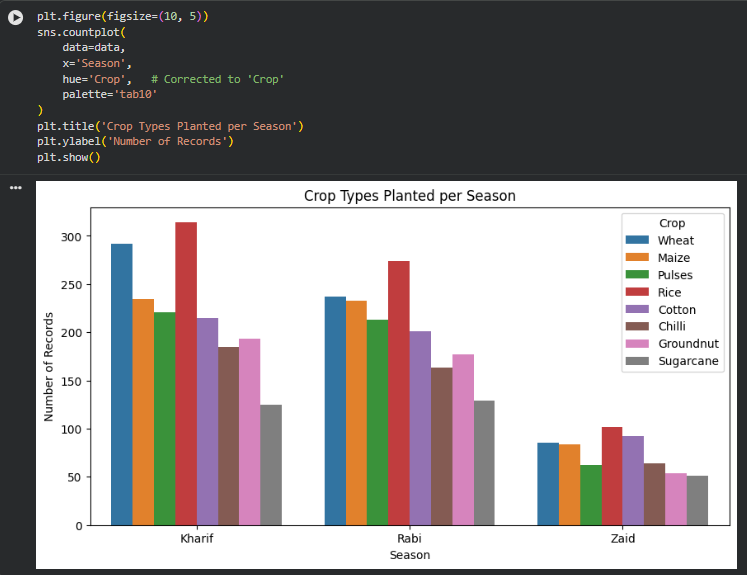 plt.figure(figsize=(10, 5))
sns.countplot(
    data=data,
    x='Season',
    hue='Crop',   # Corrected to 'Crop'
    palette='tab10'
)
plt.title('Crop Types Planted per Season')
plt.ylabel('Number of Records')
plt.show()
Crop Types Planted per Season
Crop
Wheat
Maize
Pulses
Rice
Cotton
Chilli
Groundnut
Sugarcane
Number of Records
300
250
200
150
100
50
0
Kharif Rabi Zaid
Season